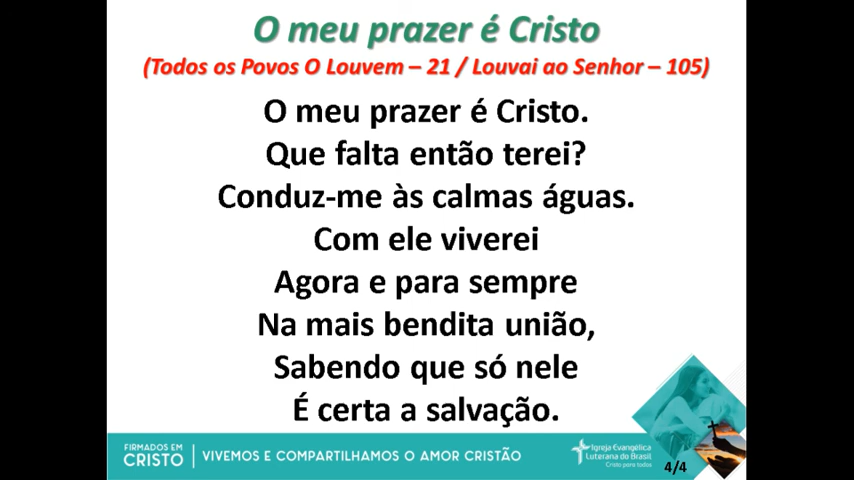 O meu prazer é Cristo
(Todos os Povos O Louvem – 21 / Louvai ao Senhor – 105)
O meu prazer é Cristo.
Que falta então terei?
Conduz-me às calmas águas.
Com ele viverei
Agora e para sempre
Na mais bendita união,
Sabendo que só nele
É certa a salvação.
FIRMADOS EM
CRISTO
VIVEMOS E COMPARTILHAMOS O AMOR CRISTÃO
Igreja Evangélica
Luterana do Brasil
Cristo para todos
4/4